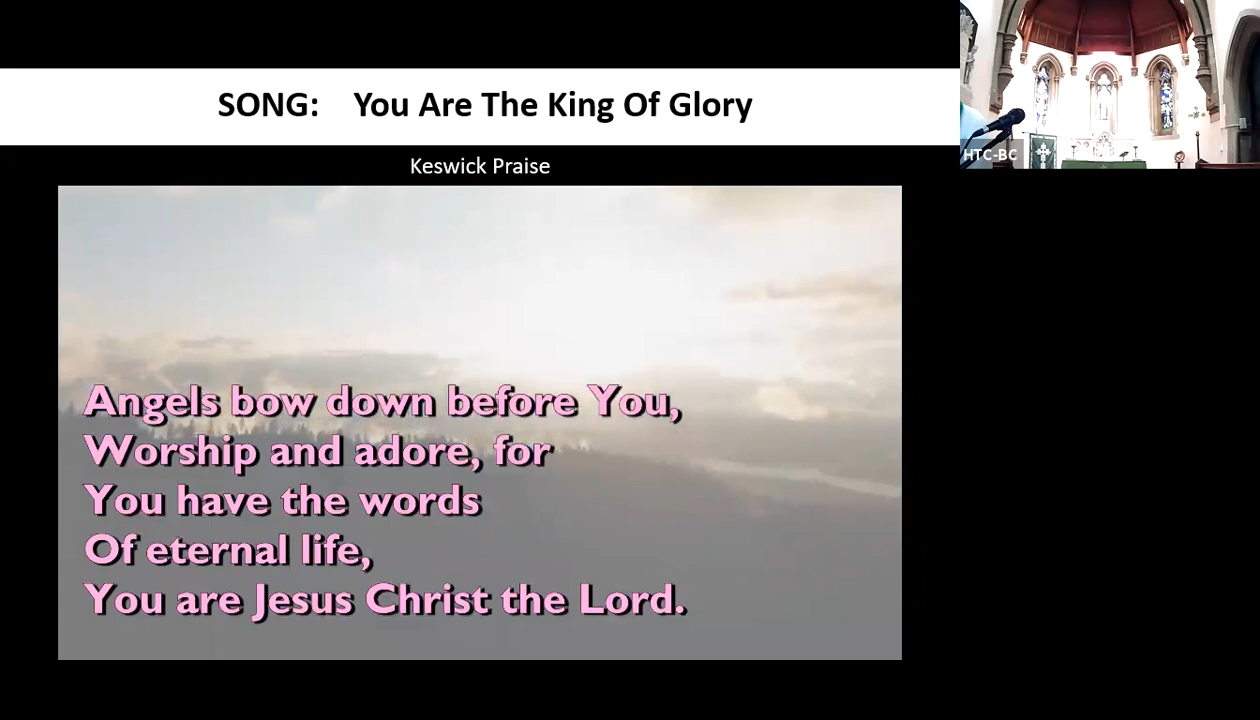 SONG: You Are The King Of Glory
Keswick Praise
HTC-BC
Angels bow down before You,
Worship and adore, for
You have the words
Of eternal life,
You are Jesus Christ the Lord.